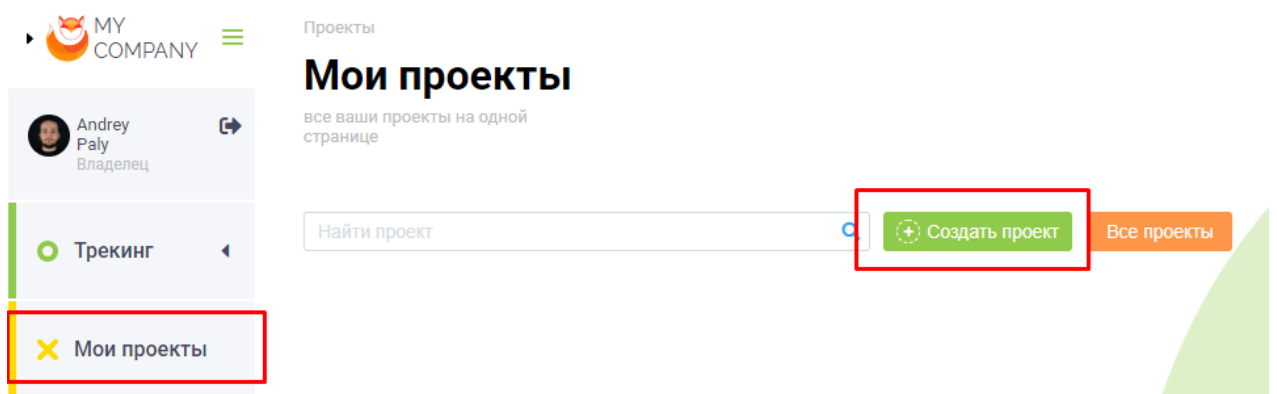 MY
COMPANY
Andrey
Paly
Владелец
Трекинг
Мои проекты
Проекты
Мои проекты
все ваши проекты на одной
странице
Найти проект
Создать проект
Все проекты